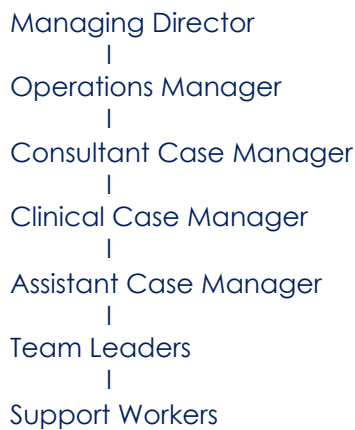 Managing Director
|
Operations Manager
|
Consultant Case Manager
|
Clinical Case Manager
|
Assistant Case Manager
|
Team Leaders
|
Support Workers